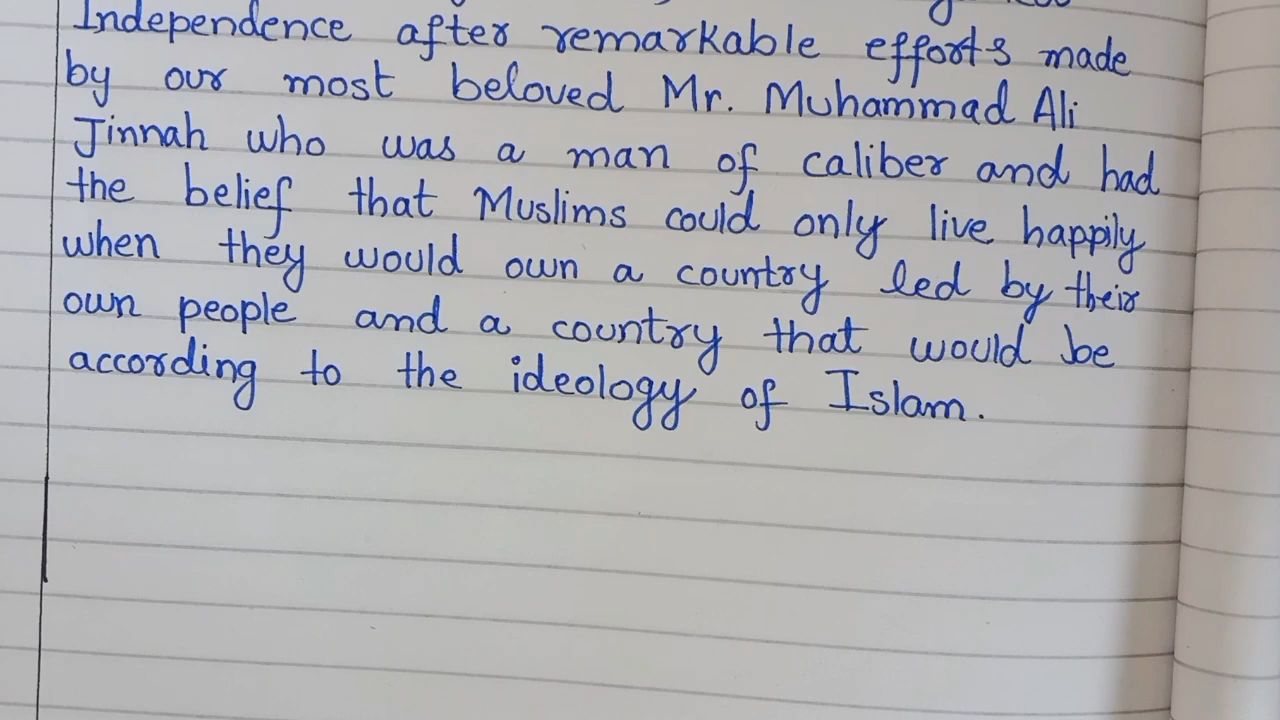 Independence after remarkable efforts made
by our most beloved Mr. Muhammad Ali
Jinnah who was a man of caliber and had
the belief that Muslims could only live happily
when they would own a country led by their
own people and a country that would be
according to the ideology of Islam.